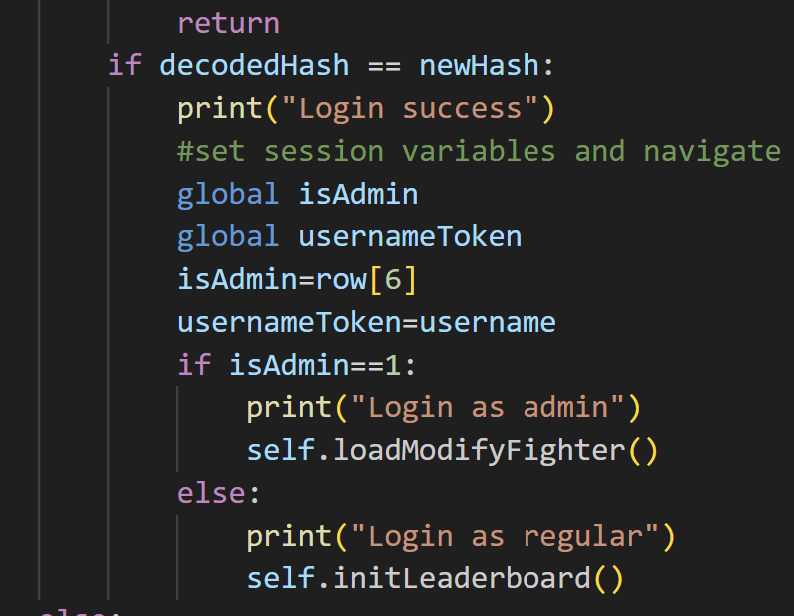 return
if decodedHash == newHash:
print("Login success")
#set session variables and navigate
global isAdmin
global usernameToken
isAdmin=row[6]
usernameToken=username
if isAdmin==1:
print("Login as admin")
self.loadModifyFighter()
else:
print("Login as regular")
self.initLeaderboard()
else: